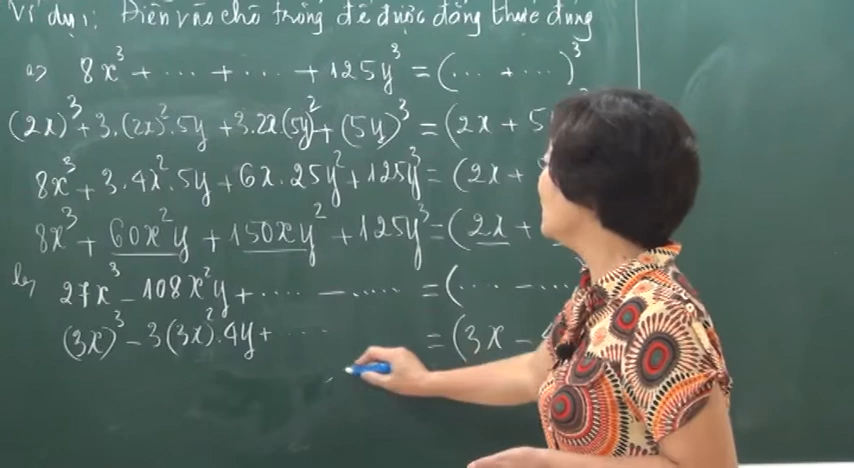 Ví dụ 1: Điền vào chỗ trống để được đẳng thức đúng
a) 8x³ + ... + ... + 125y³ = (... + ...)³
(2x)³ + 3.(2x)².5y + 3.2x.(5y)² + (5y)³ = (2x + 5
8x³ + 3.4x².5y + 6x.25y² + 125y³ = (2x +
8x³ + 60x²y + 150xy² + 125y³ = (2x +
b) 27x³ - 108x²y + ... - ... = (... - ...
(3x)³ - 3(3x)².4y + ... = (3x - 4